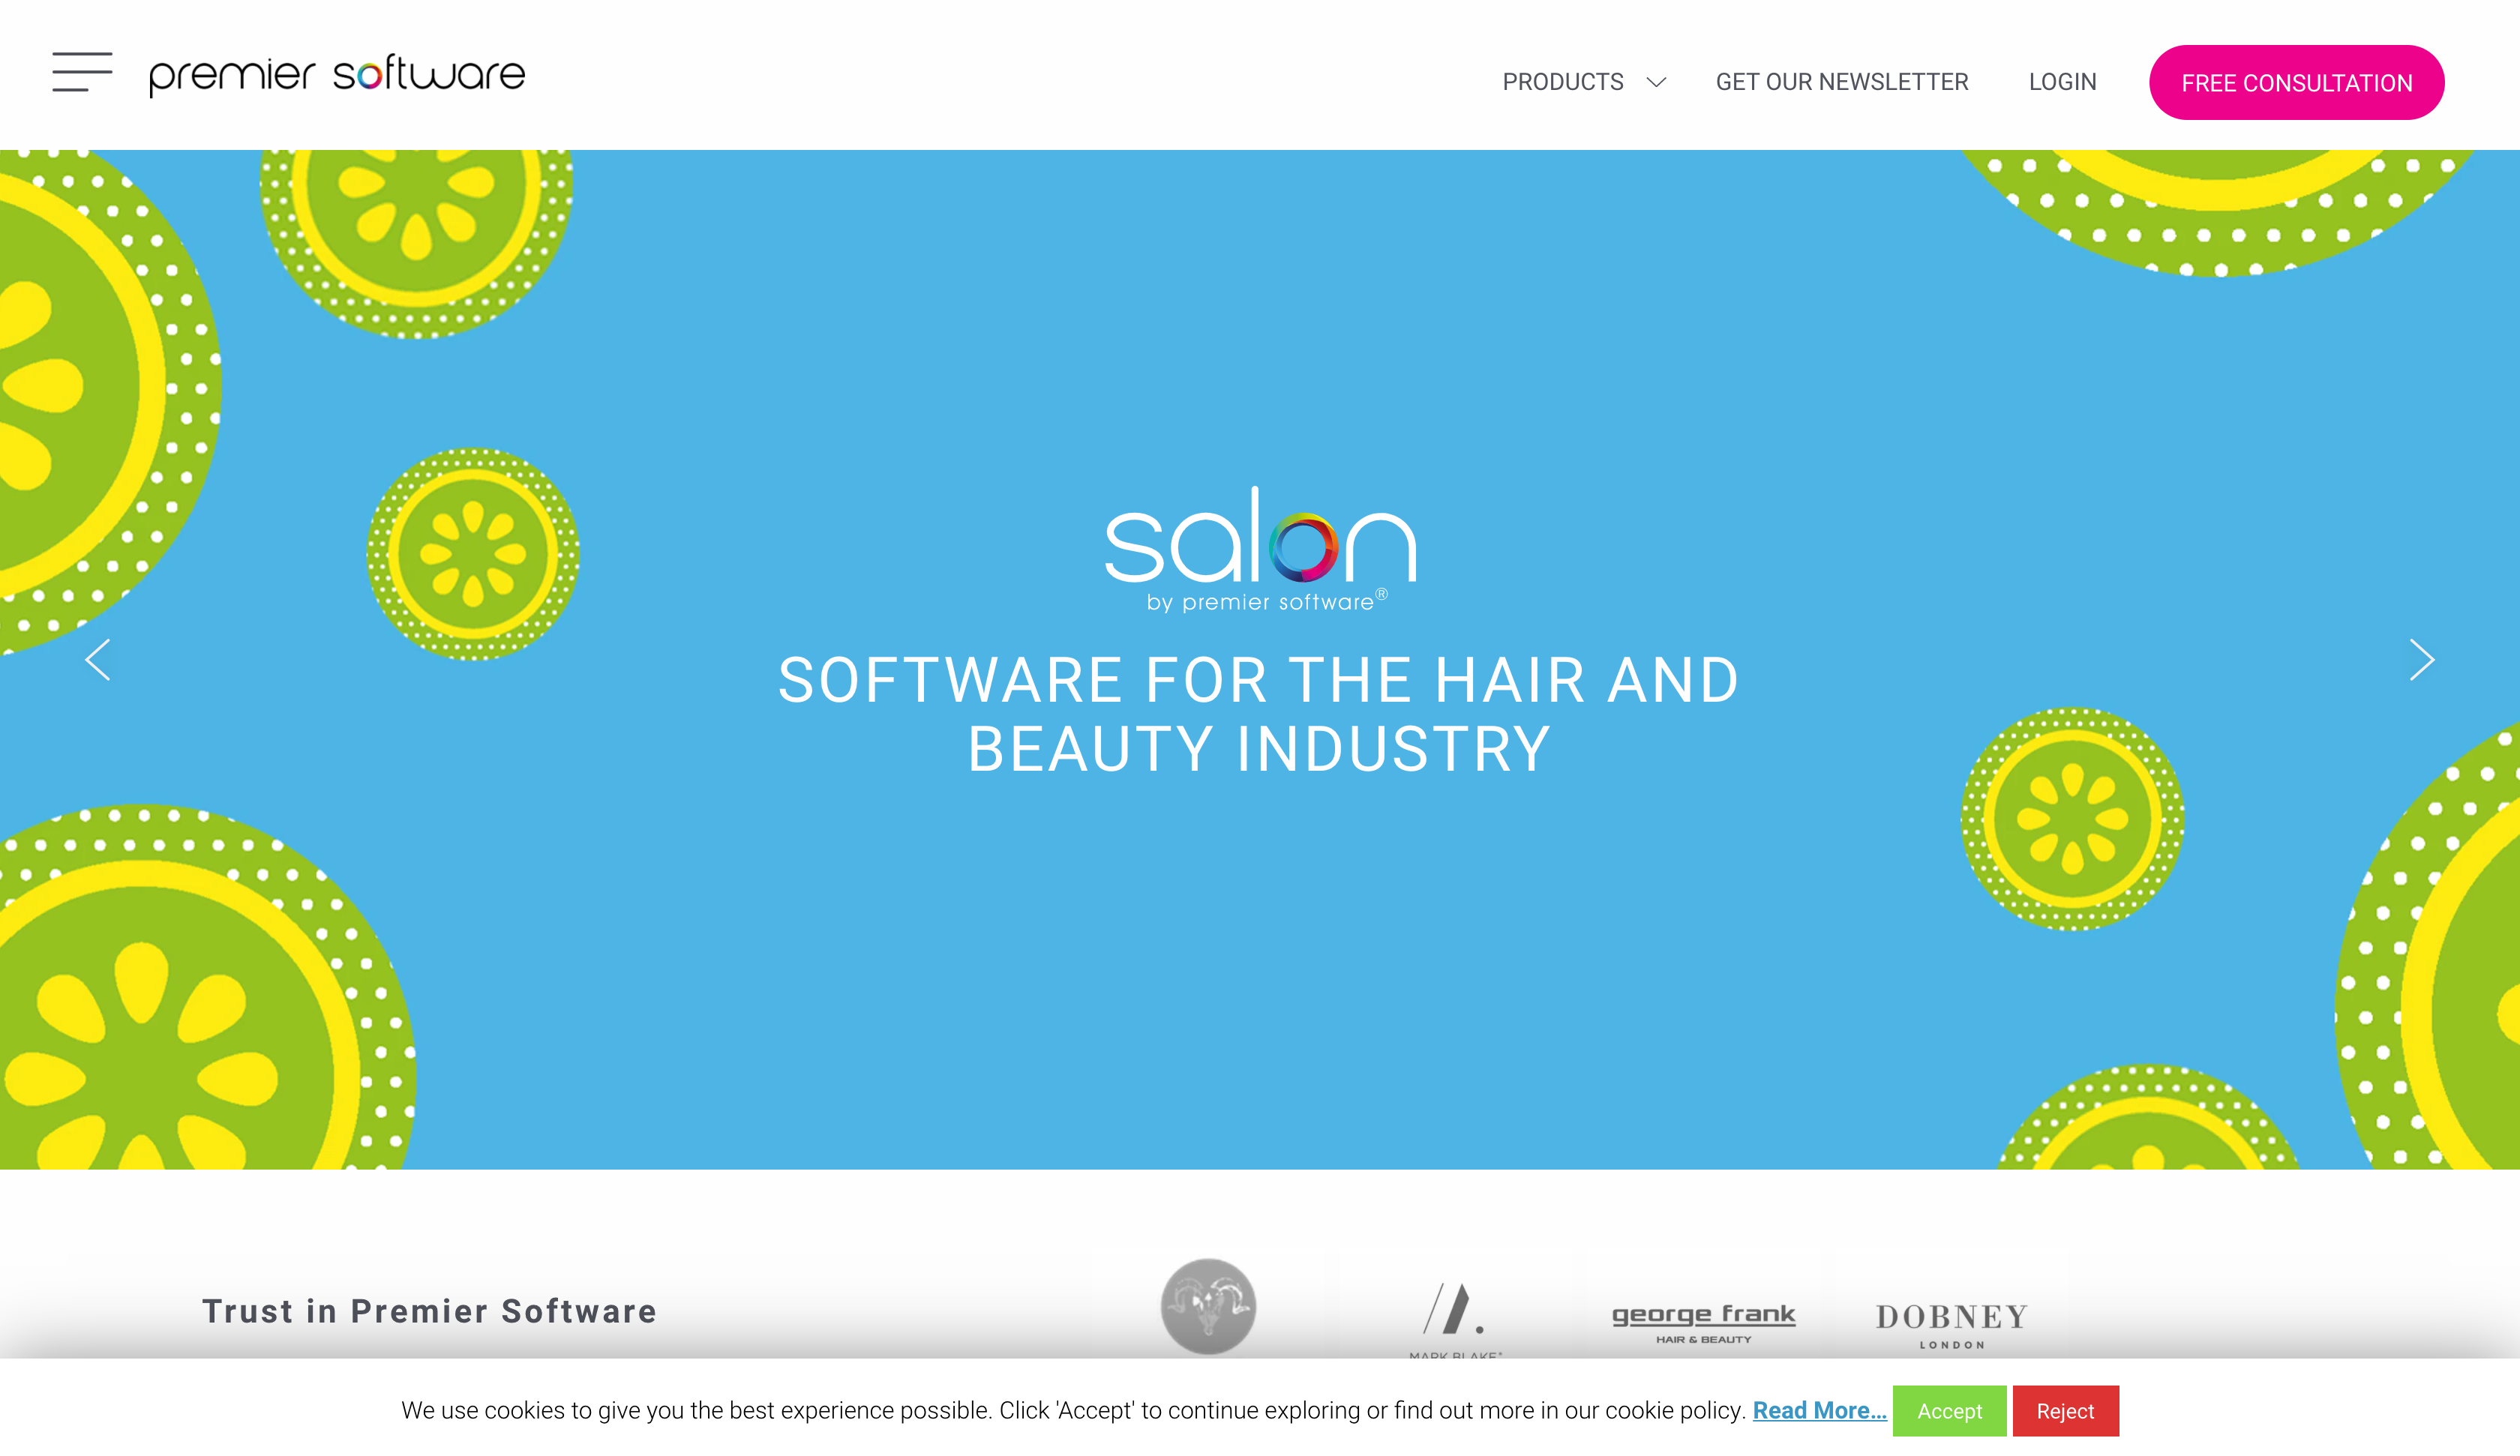 premier software
PRODUCTS
GET OUR NEWSLETTER
LOGIN
FREE CONSULTATION
salon
by premier software®
SOFTWARE FOR THE HAIR AND
BEAUTY INDUSTRY
Trust in Premier Software
MARK BLAKE
george frank
HAIR & BEAUTY
DOBNEY
LONDON
We use cookies to give you the best experience possible. Click 'Accept' to continue exploring or find out more in our cookie policy. Read More... Accept Reject